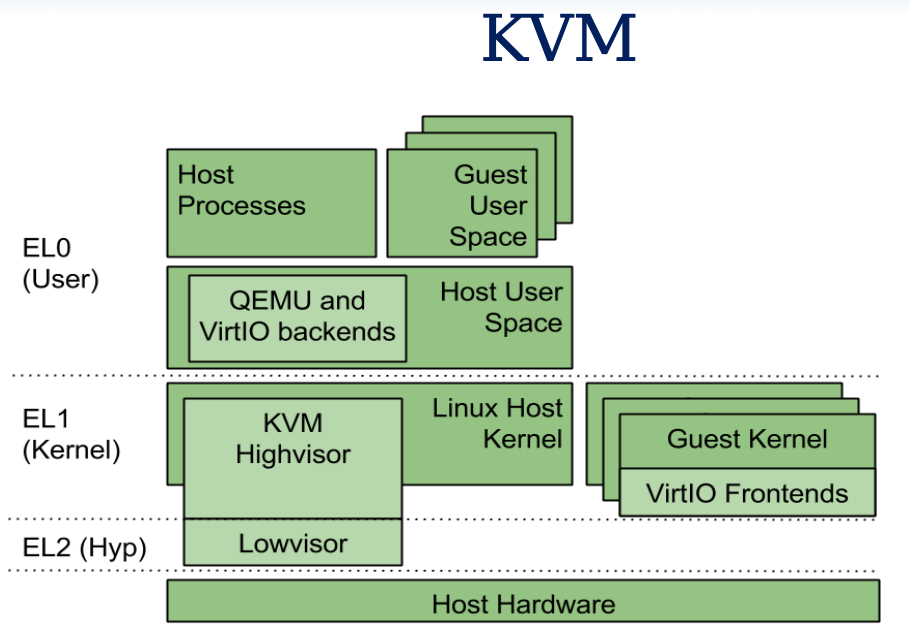 KVM
Host
Processes
Guest
User
Space
EL0
(User)
QEMU and
VirtIO backends
Host User
Space
EL1
(Kernel)
KVM
Highvisor
Linux Host
Kernel
Guest Kernel
VirtIO Frontends
EL2 (Hyp)
Lowvisor
Host Hardware